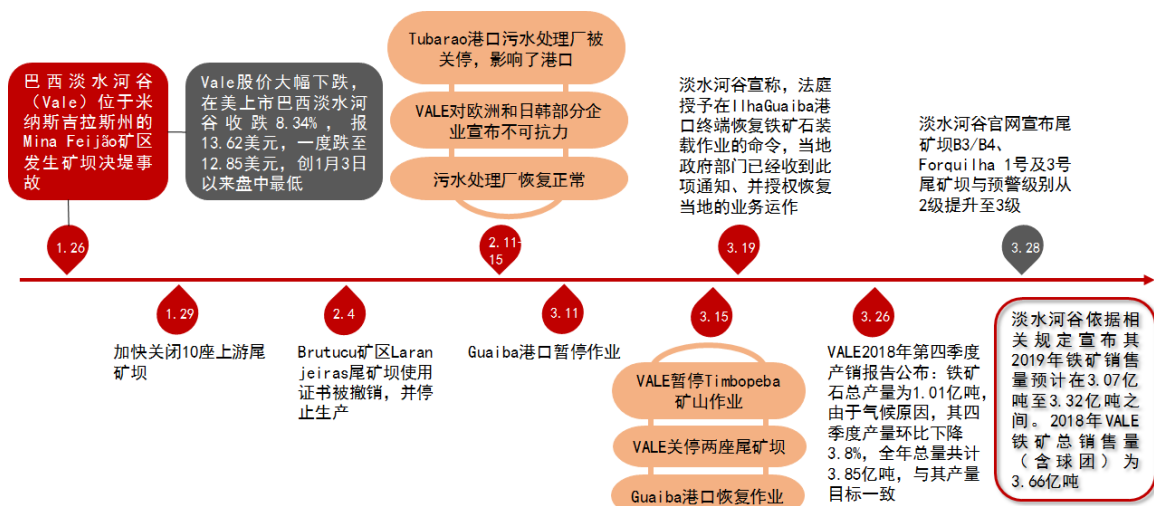 巴西淡水河谷
（Vale）位于米
纳斯吉拉斯州的
Mina Feijão矿区
发生矿坝决堤事
故
Vale股价大幅下跌，
在美上市巴西淡水河
谷收跌8.34%，报
13.62美元，一度跌至
12.85美元，创1月3日
以来盘中最低
Tubarao港口污水处理厂被
关停，影响了港口
VALE对欧洲和日韩部分企
业宣布不可抗力
污水处理厂恢复正常
淡水河谷宣称，法庭
授予在IlhaGuaiba港
口终端恢复铁矿石装
载作业的命令，当地
政府部门已经收到此
项通知、并授权恢复
当地的业务运作
淡水河谷官网宣布尾
矿坝B3/B4、
Forquilha 1号及3号
尾矿坝与预警级别从
2级提升至3级
1.26
2.11-
15
3.19
3.28
1.29
2.4
3.11
3.15
3.26
加快关闭10座上游尾
矿坝
Brutucu矿区Laran
jeiras尾矿坝使用
证书被撤销，并停
止生产
Guaiba港口暂停作业
VALE暂停Timbopeba
矿山作业
VALE关停两座尾矿坝
Guaiba港口恢复作业
VALE2018年第四季度
产销报告公布：铁矿
石总产量为1.01亿吨，
由于气候原因，其四
季度产量环比下降
3.8%，全年总量共计
3.85亿吨，与其产量
目标一致
淡水河谷依据相
关规定宣布其
2019年铁矿销售
量预计在3.07亿
吨至3.32亿吨之
间。2018年VALE
铁矿总销售量
（含球团）为
3.66亿吨